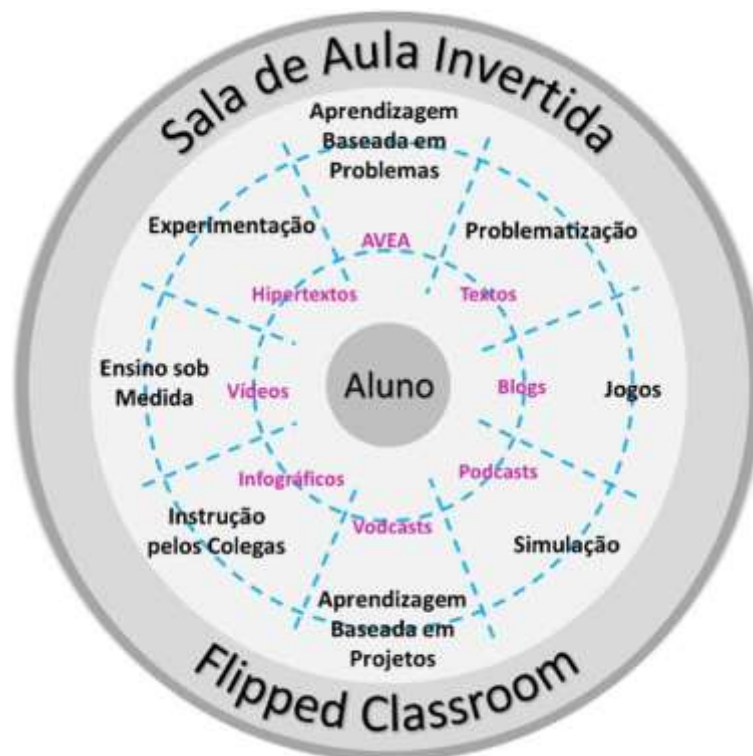 Sala de Aula Invertida
Aprendizagem
Baseada em
Problemas
Experimentação
Problematização
AVEA
Hipertextos
Textos
Ensino sob
Medida
Vídeos
Aluno
Blogs
Jogos
Infográficos
Podcasts
Instrução
pelos Colegas
Vodcasts
Simulação
Aprendizagem
Baseada em
Projetos
Flipped Classroom